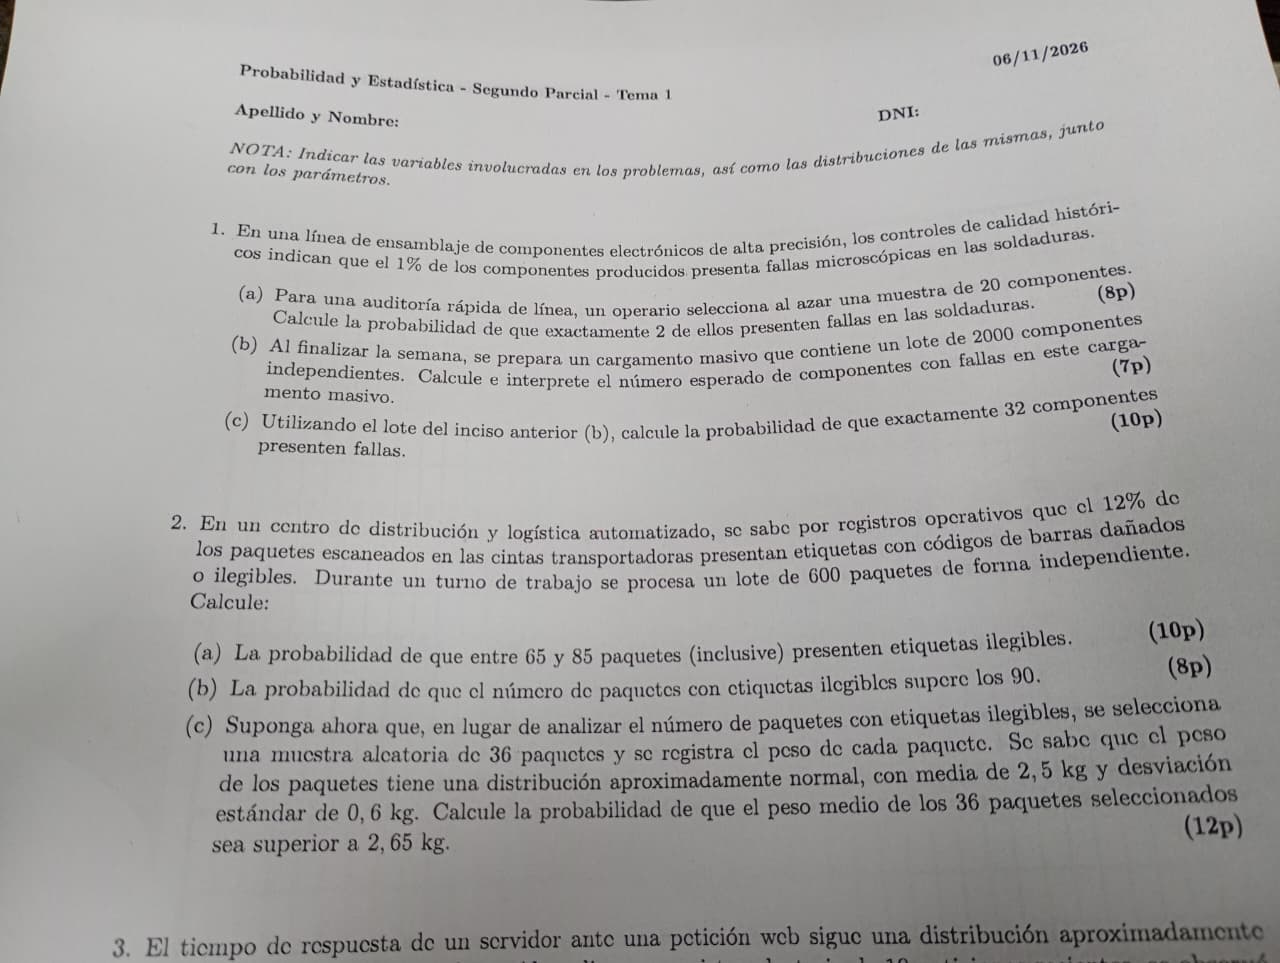 06/11/2026
Probabilidad y Estadística - Segundo Parcial - Tema 1
Apellido y Nombre:
DNI:
NOTA: Indicar las variables involucradas en los problemas, así como las distribuciones de las mismas, junto
con los parámetros.
1. En una línea de ensamblaje de componentes electrónicos de alta precisión, los controles de calidad históri-
cos indican que el 1% de los componentes producidos presenta fallas microscópicas en las soldaduras.
(a) Para una auditoría rápida de línea, un operario selecciona al azar una muestra de 20 componentes.
Calcule la probabilidad de que exactamente 2 de ellos presenten fallas en las soldaduras. (8p)
(b) Al finalizar la semana, se prepara un cargamento masivo que contiene un lote de 2000 componentes
independientes. Calcule e interprete el número esperado de componentes con fallas en este carga-
mento masivo. (7p)
(c) Utilizando el lote del inciso anterior (b), calcule la probabilidad de que exactamente 32 componentes
presenten fallas. (10p)
2. En un centro de distribución y logística automatizado, se sabe por registros operativos que el 12% de
los paquetes escaneados en las cintas transportadoras presentan etiquetas con códigos de barras dañados
o ilegibles. Durante un turno de trabajo se procesa un lote de 600 paquetes de forma independiente.
Calcule:
(a) La probabilidad de que entre 65 y 85 paquetes (inclusive) presenten etiquetas ilegibles. (10p)
(b) La probabilidad de que el número de paquetes con etiquetas ilegibles supere los 90. (8p)
(c) Suponga ahora que, en lugar de analizar el número de paquetes con etiquetas ilegibles, se selecciona
una muestra aleatoria de 36 paquetes y se registra el peso de cada paquete. Se sabe que el peso
de los paquetes tiene una distribución aproximadamente normal, con media de 2,5 kg y desviación
estándar de 0,6 kg. Calcule la probabilidad de que el peso medio de los 36 paquetes seleccionados
sea superior a 2,65 kg. (12p)
3. El tiempo de respuesta de un servidor ante una petición web sigue una distribución aproximadamente